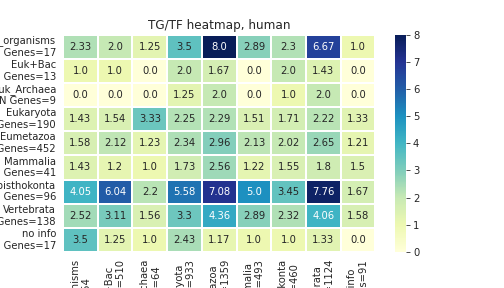 TG/TF heatmap, human
_organisms
Genes=17
2.33 2.0 1.25 3.5 8.0 2.89 2.3 6.67 1.0
Euk+Bac
Genes=13
1.0 1.0 0.0 2.0 1.67 0.0 2.0 1.43 0.0
uk_Archaea
N Genes=9
0.0 0.0 0.0 1.25 2.0 0.0 1.0 2.0 0.0
Eukaryota
Genes=190
1.43 1.54 3.33 2.25 2.29 1.51 1.71 2.22 1.33
Eumetazoa
Genes=452
1.58 2.12 1.23 2.34 2.96 2.13 2.02 2.65 1.21
Mammalia
Genes=41
1.43 1.2 1.0 1.73 2.56 1.22 1.55 1.8 1.5
pisthokonta
Genes=96
4.05 6.04 2.2 5.58 7.08 5.0 3.45 7.76 1.67
Vertebrata
Genes=138
2.52 3.11 1.56 3.3 4.36 2.89 2.32 4.06 1.58
no info
Genes=17
3.5 1.25 1.0 2.43 1.17 1.0 1.0 1.33 0.0
8
7
6
5
4
3
2
1
0
nisms
64
+Bac
=510
chaea
=64
yota
=933
azoa
=1359
malia
=493
konta
=460
rata
=1124
info
es=91